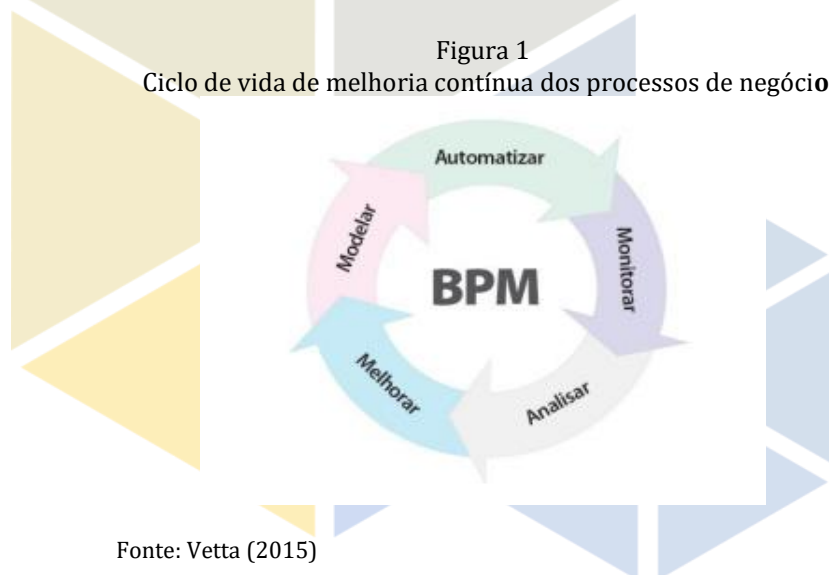 Figura 1
Ciclo de vida de melhoria contínua dos processos de negócio
Automatizar
Modelar
Monitorar
BPM
Melhorar
Analisar
Fonte: Vetta (2015)